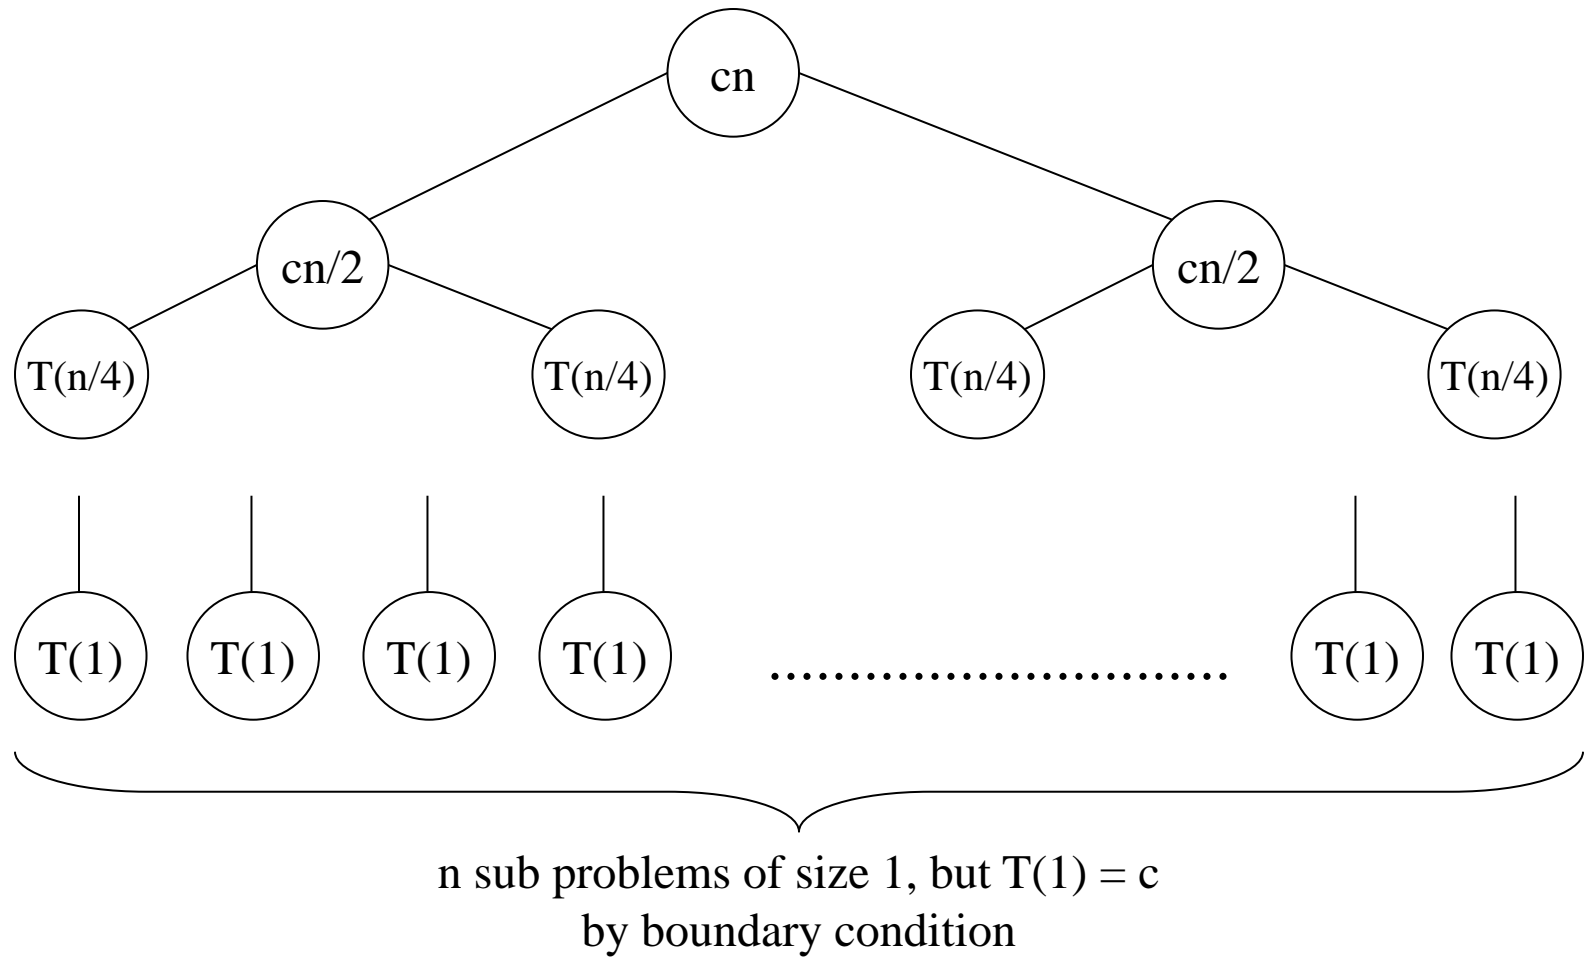 cn
cn/2 cn/2
T(n/4) T(n/4) T(n/4) T(n/4)
T(1) T(1) T(1) T(1) ............................ T(1) T(1)
n sub problems of size 1, but T(1) = c
by boundary condition